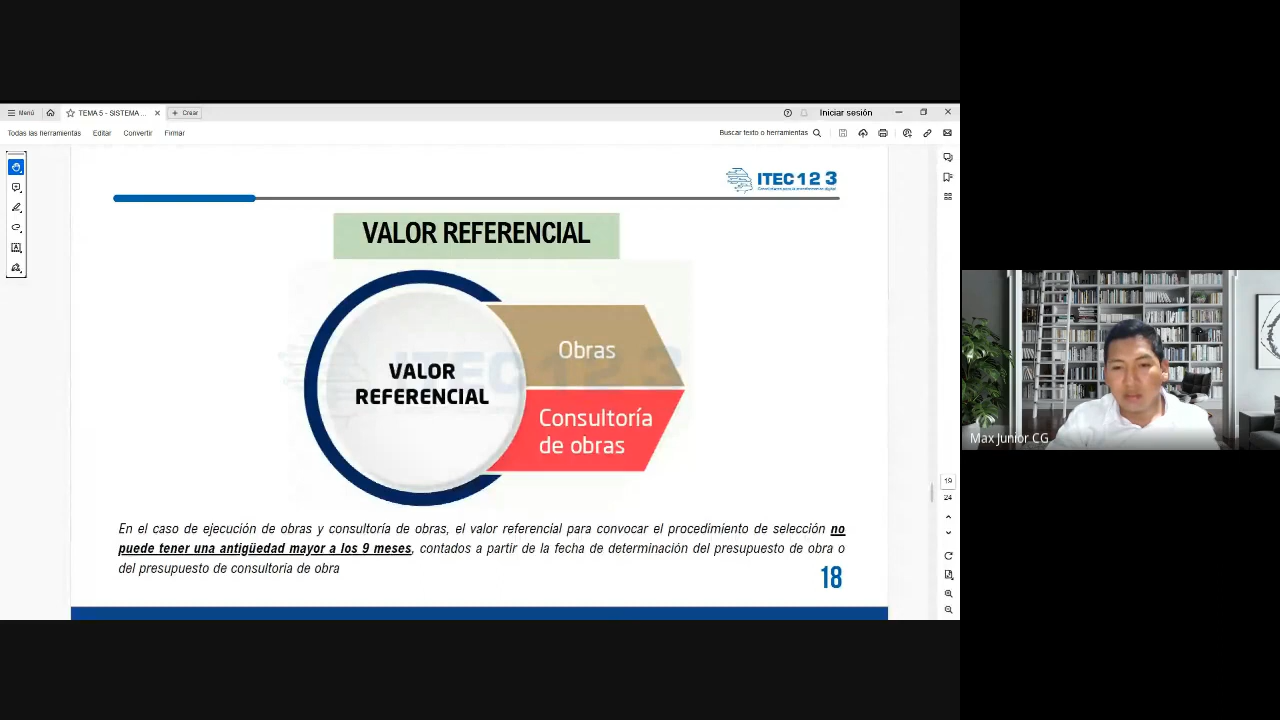 Menú
TEMA 5 - SISTEMA ...
Crear
Iniciar sesión
Todas las herramientas
Editar
Convertir
Firmar
Buscar texto o herramientas
ITEC 1 2 3
VALOR REFERENCIAL
VALOR
REFERENCIAL
Obras
Consultoría
de obras
En el caso de ejecución de obras y consultoría de obras, el valor referencial para convocar el procedimiento de selección no
puede tener una antigüedad mayor a los 9 meses, contados a partir de la fecha de determinación del presupuesto de obra o
del presupuesto de consultoría de obra
18
19
24
Max Junior CG